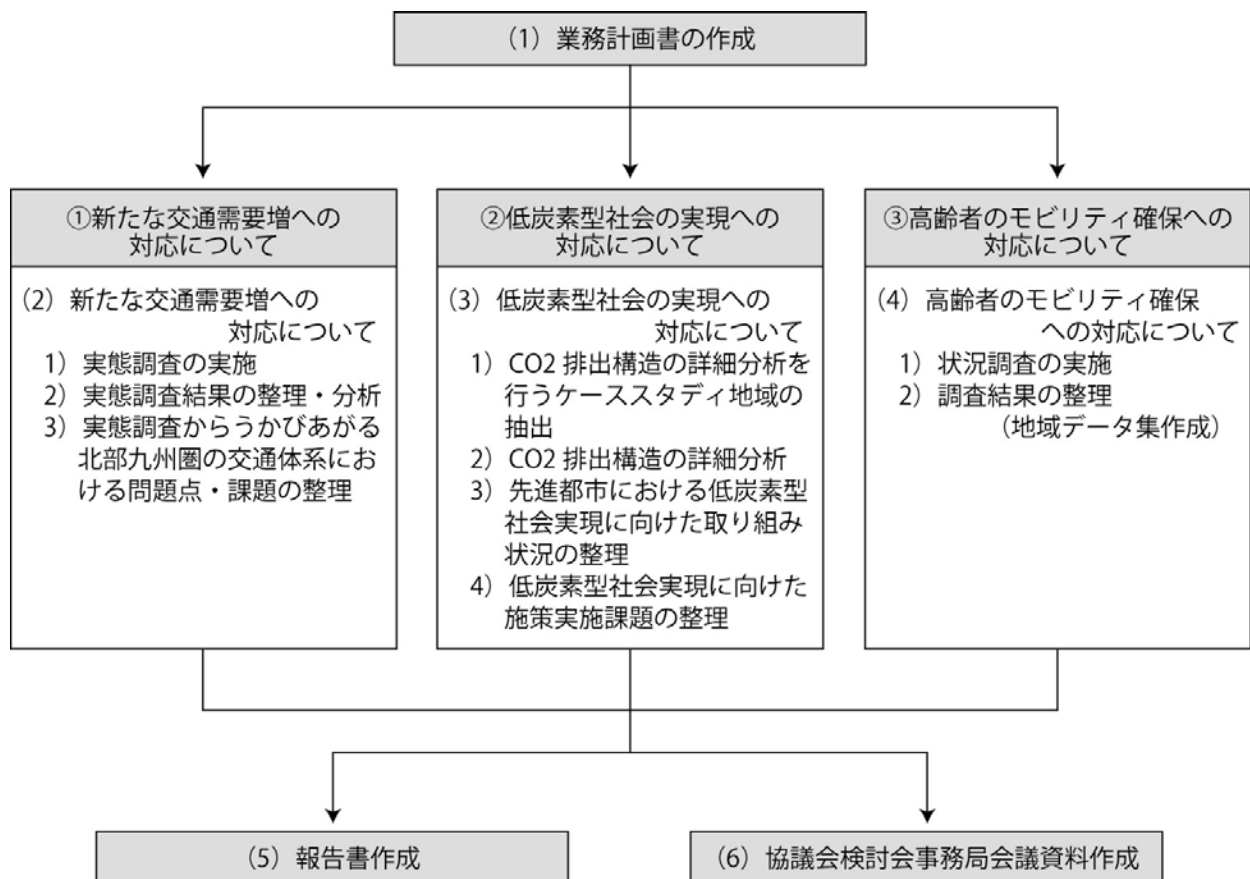 (1) 業務計画書の作成
①新たな交通需要増への
対応について
(2) 新たな交通需要増への
対応について
1) 実態調査の実施
2) 実態調査結果の整理・分析
3) 実態調査からうかびあがる
北部九州圏の交通体系にお
ける問題点・課題の整理
②低炭素型社会の実現への
対応について
(3) 低炭素型社会の実現への
対応について
1) CO2 排出構造の詳細分析を
行うケーススタディ地域の
抽出
2) CO2 排出構造の詳細分析
3) 先進都市における低炭素型
社会実現に向けた取り組み
状況の整理
4) 低炭素型社会実現に向けた
施策実施課題の整理
③高齢者のモビリティ確保への
対応について
(4) 高齢者のモビリティ確保
への対応について
1) 状況調査の実施
2) 調査結果の整理
(地域データ集作成)
(5) 報告書作成
(6) 協議会検討会事務局会議資料作成